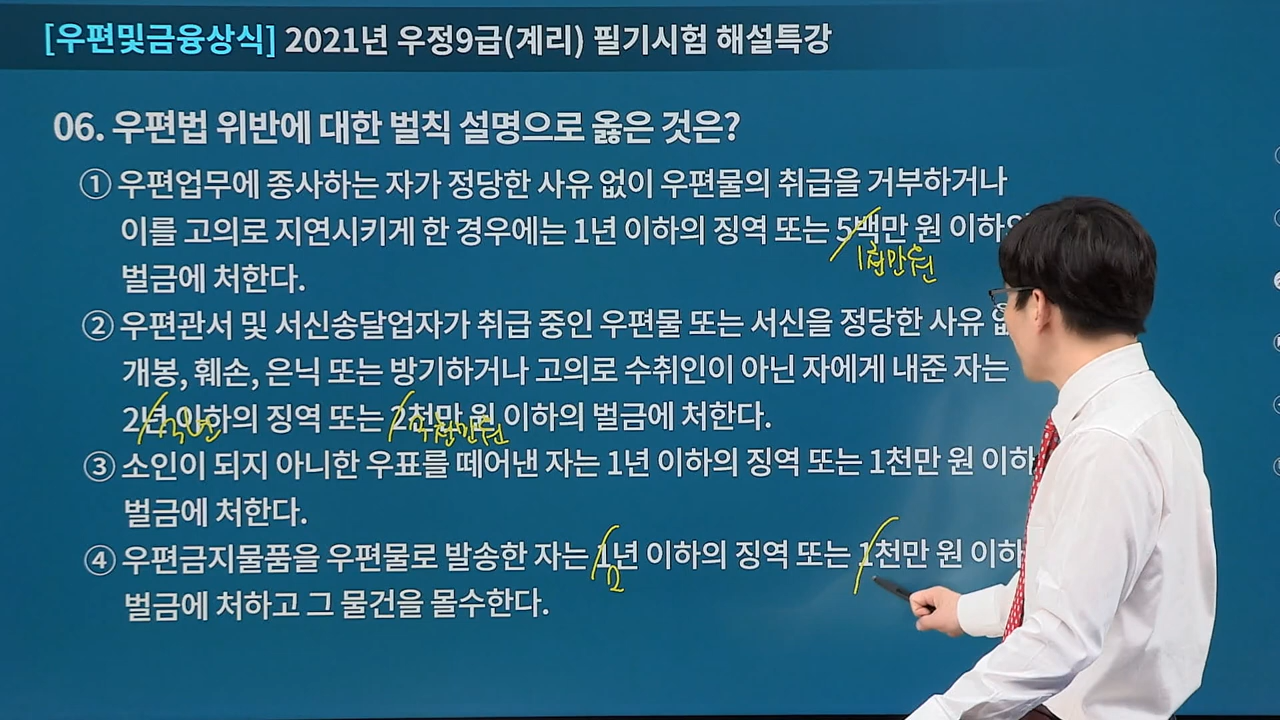 [우편및금융상식] 2021년 우정9급(계리) 필기시험 해설특강
06. 우편법 위반에 대한 벌칙 설명으로 옳은 것은?
① 우편업무에 종사하는 자가 정당한 사유 없이 우편물의 취급을 거부하거나
이를 고의로 지연시키게 한 경우에는 1년 이하의 징역 또는 5백만 원 이하의
1천만원
벌금에 처한다.
② 우편관서 및 서신송달업자가 취급 중인 우편물 또는 서신을 정당한 사유
개봉, 훼손, 은닉 또는 방기하거나 고의로 수취인이 아닌 자에게 내준 자는
2년 이하의 징역 또는 2천만 원 이하의 벌금에 처한다.
③ 소인이 되지 아니한 우표를 떼어낸 자는 1년 이하의 징역 또는 1천만 원 이하
벌금에 처한다.
④ 우편금지물품을 우편물로 발송한 자는 1년 이하의 징역 또는 1천만 원 이하
2
벌금에 처하고 그 물건을 몰수한다.